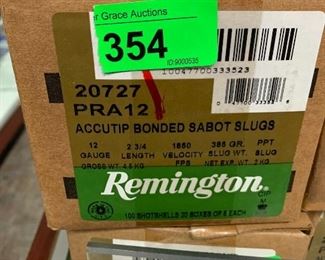 er Grace Auctions
354
ID:9000535
10047700333523
20727
PRA12
ACCUTIP BONDED SABOT SLUGS
12 2 3/4 1850 385 GR. PPT
GAUGE LENGTH VELOCITY SLUG WT. SLUG
GROSS WT. 4.5 KG FPS NET EXP. WT. 2 KG
Remington
100 SHOTSHELLS 20 BOXES OF 5 EACH